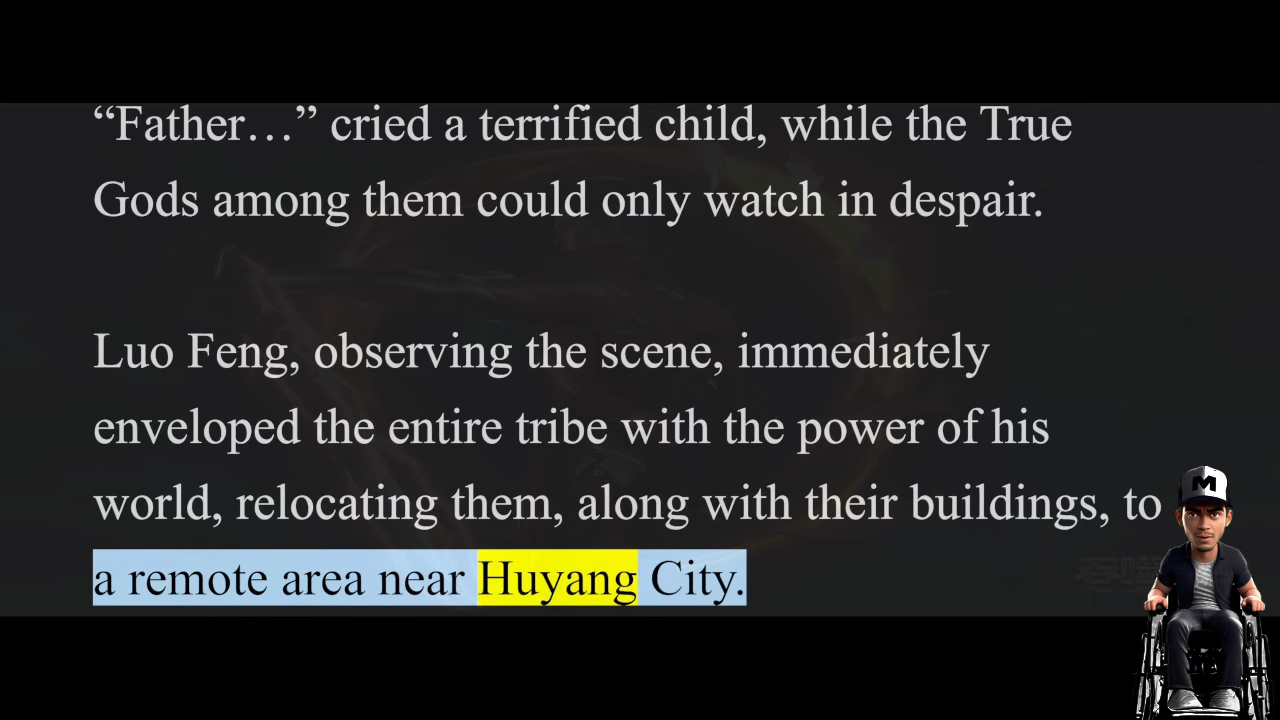 “Father…” cried a terrified child, while the True
Gods among them could only watch in despair.
Luo Feng, observing the scene, immediately
enveloped the entire tribe with the power of his
world, relocating them, along with their buildings, to
a remote area near Huyang City.
M